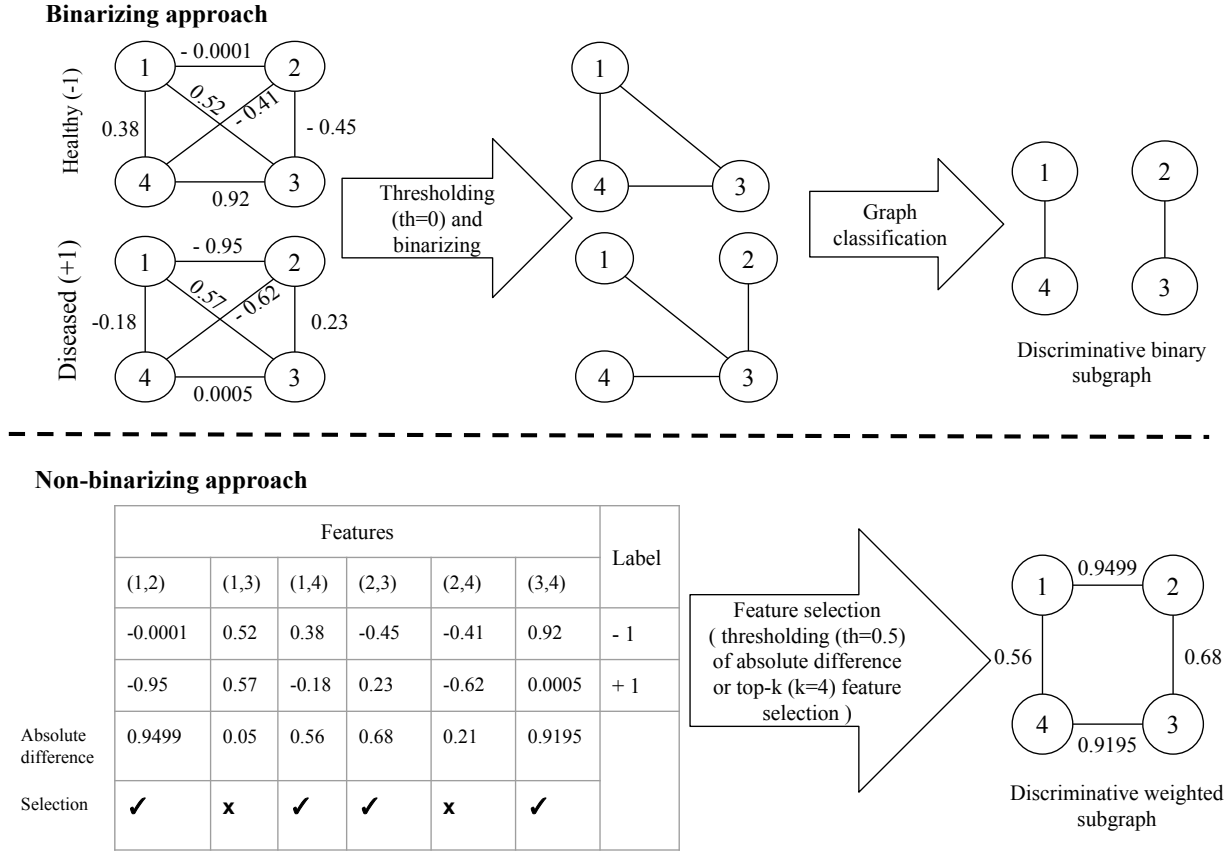 Binarizing approach
Healthy (-1)
1
- 0.0001
2
0.52
- 0.41
0.38
- 0.45
4
0.92
3
Diseased (+1)
1
- 0.95
2
0.57
- 0.62
-0.18
0.23
4
0.0005
3
Thresholding
(th=0) and
binarizing
1
4
3
1
2
4
3
Graph
classification
1
2
4
3
Discriminative binary
subgraph
Non-binarizing approach
Features
Label
(1,2) (1,3) (1,4) (2,3) (2,4) (3,4)
-0.0001 0.52 0.38 -0.45 -0.41 0.92 - 1
-0.95 0.57 -0.18 0.23 -0.62 0.0005 + 1
Absolute
difference
0.9499 0.05 0.56 0.68 0.21 0.9195
Selection ✓ x ✓ ✓ x ✓
Feature selection
( thresholding (th=0.5)
of absolute difference
or top-k (k=4) feature
selection )
1
0.9499
2
0.56
0.68
4
0.9195
3
Discriminative weighted
subgraph